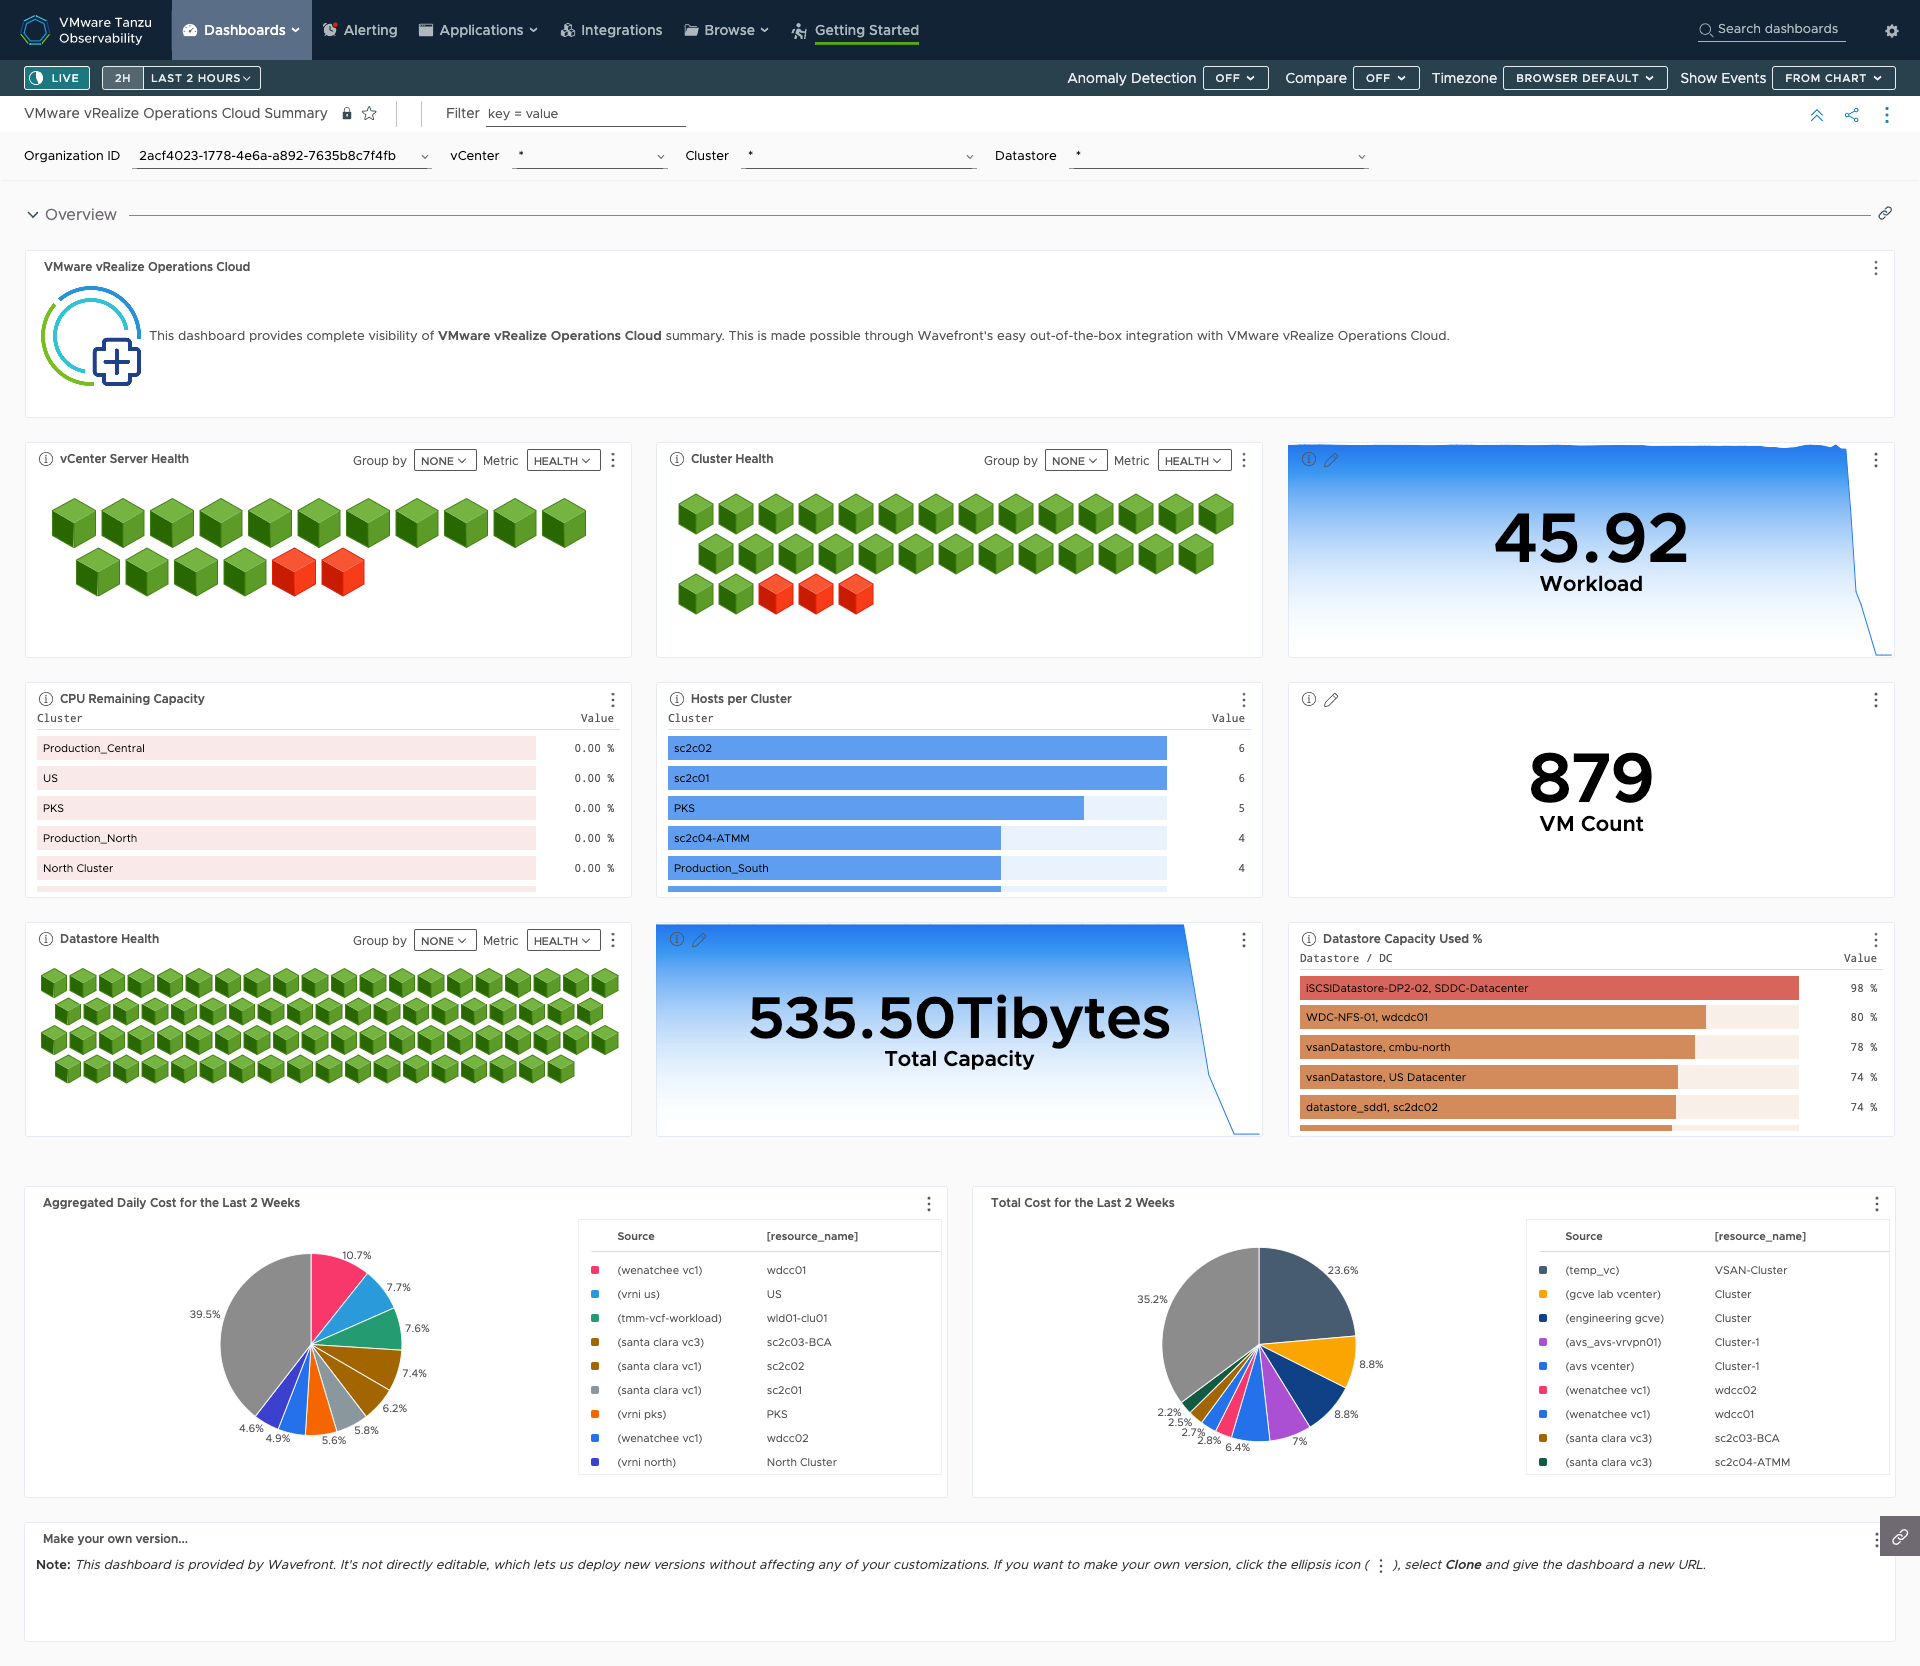 VMware Tanzu
Observability
Dashboards
Alerting
Applications
Integrations
Browse
Getting Started
Search dashboards
LIVE
2H
LAST 2 HOURS
Anomaly Detection
OFF
Compare
OFF
Timezone
BROWSER DEFAULT
Show Events
FROM CHART
VMware vRealize Operations Cloud Summary
Filter
key = value
Organization ID
2acf4023-1778-4e6a-a892-7635b8c7f4fb
vCenter
*
Cluster
*
Datastore
*
Overview
VMware vRealize Operations Cloud
This dashboard provides complete visibility of VMware vRealize Operations Cloud summary. This is made possible through Wavefront's easy out-of-the-box integration with VMware vRealize Operations Cloud.
vCenter Server Health
Group by
NONE
Metric
HEALTH
Cluster Health
Group by
NONE
Metric
HEALTH
45.92
Workload
CPU Remaining Capacity
Cluster Value
Production_Central 0.00 %
US 0.00 %
PKS 0.00 %
Production_North 0.00 %
North Cluster 0.00 %
Hosts per Cluster
Cluster Value
sc2c02 6
sc2c01 6
PKS 5
sc2c04-ATMM 4
Production_South 4
879
VM Count
Datastore Health
Group by
NONE
Metric
HEALTH
535.50Tibytes
Total Capacity
Datastore Capacity Used %
Datastore / DC Value
iSCSIDatastore-DP2-02, SDDC-Datacenter 98 %
WDC-NFS-01, wdcdc01 80 %
vsanDatastore, cmbu-north 78 %
vsanDatastore, US Datacenter 74 %
datastore_sdd1, sc2dc02 74 %
Aggregated Daily Cost for the Last 2 Weeks
10.7%
7.7%
7.6%
7.4%
6.2%
5.8%
5.6%
4.9%
4.6%
39.5%
Source [resource_name]
(wenatchee vc1) wdcc01
(vrni us) US
(tmm-vcf-workload) wld01-clu01
(santa clara vc3) sc2c03-BCA
(santa clara vc1) sc2c02
(santa clara vc1) sc2c01
(vrni pks) PKS
(wenatchee vc1) wdcc02
(vrni north) North Cluster
Total Cost for the Last 2 Weeks
23.6%
8.8%
8.8%
7%
6.4%
2.8%
2.7%
2.5%
2.2%
35.2%
Source [resource_name]
(temp_vc) VSAN-Cluster
(gcve lab vcenter) Cluster
(engineering gcve) Cluster
(avs_avs-vrvpn01) Cluster-1
(avs vcenter) Cluster-1
(wenatchee vc1) wdcc02
(wenatchee vc1) wdcc01
(santa clara vc3) sc2c03-BCA
(santa clara vc3) sc2c04-ATMM
Make your own version...
Note: This dashboard is provided by Wavefront. It's not directly editable, which lets us deploy new versions without affecting any of your customizations. If you want to make your own version, click the ellipsis icon ( ⋮ ), select Clone and give the dashboard a new URL.